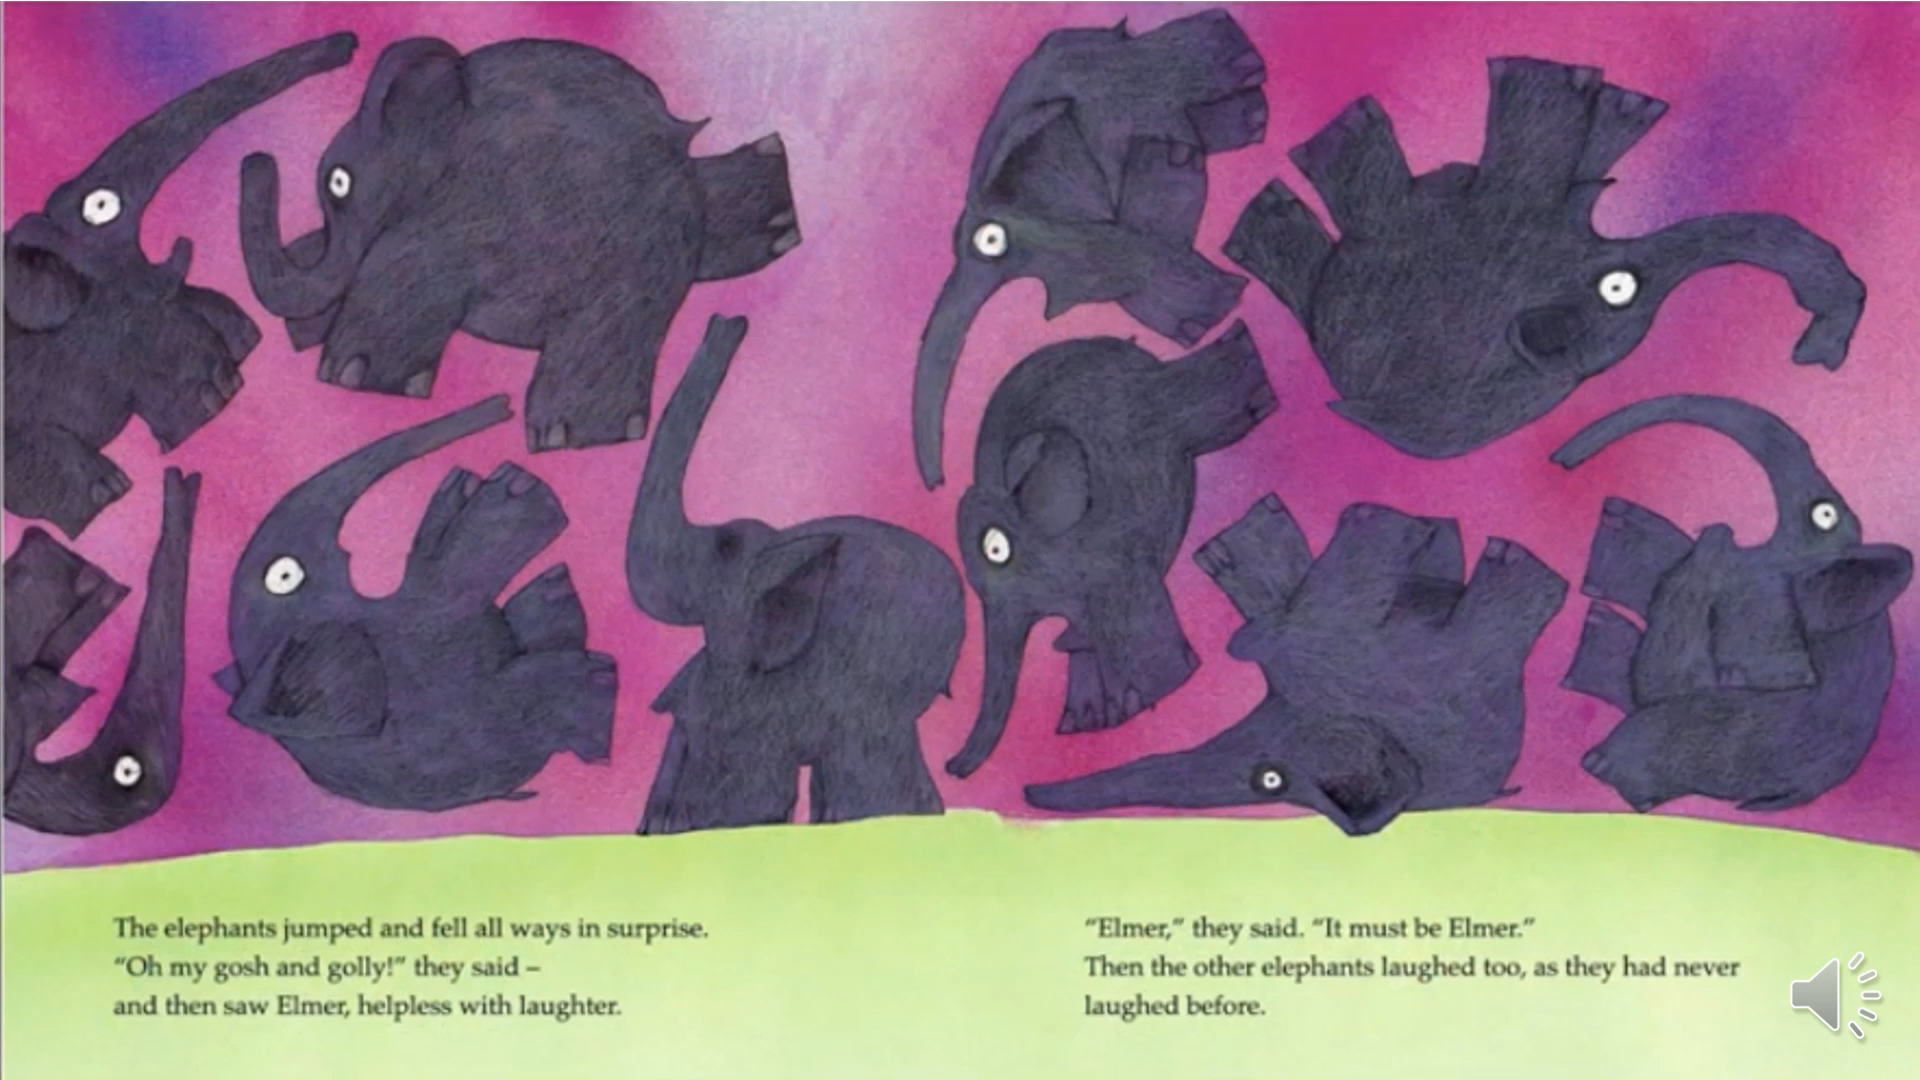 The elephants jumped and fell all ways in surprise.
“Oh my gosh and golly!” they said –
and then saw Elmer, helpless with laughter.
“Elmer,” they said. “It must be Elmer.”
Then the other elephants laughed too, as they had never
laughed before.